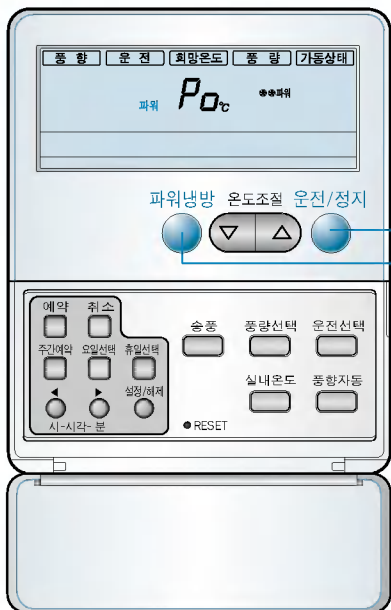 풍 향 운 전 희망온도 풍 량 가동상태
파워 Po℃ 파워
파워냉방 온도조절 운전/정지
▽ △
예약 취소
송풍 풍량선택 운전선택
주간예약 요일선택 휴일선택
실내온도 풍향자동
◀ ▶ 설정/해제
시-시각- 분
RESET